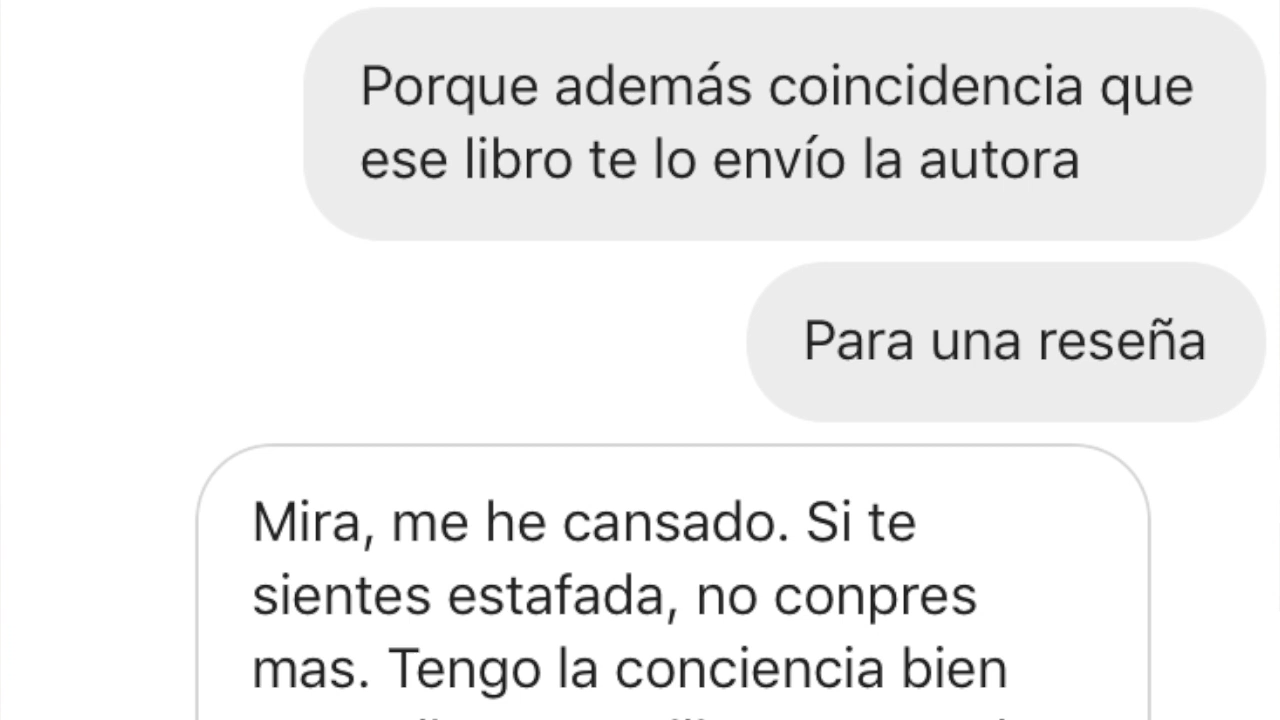 Porque además coincidencia que
ese libro te lo envío la autora
Para una reseña
Mira, me he cansado. Si te
sientes estafada, no conpres
mas. Tengo la conciencia bien